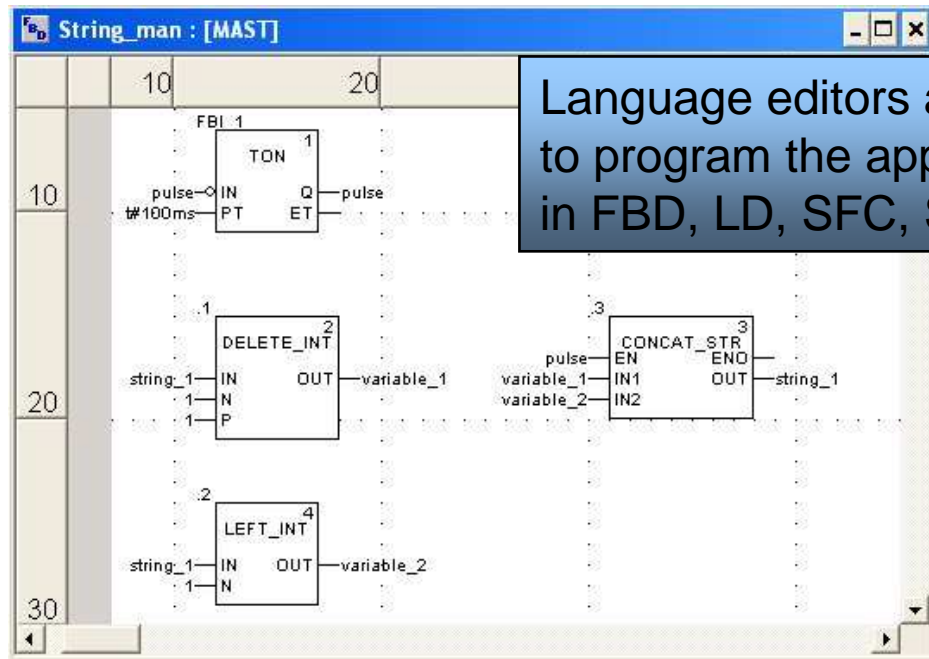 FBD String_man : [MAST]
10 20
Language editors a
to program the app
in FBD, LD, SFC, S
FBI_1
TON 1
10
pulse IN Q pulse
t#100ms PT ET
.1
DELETE_INT 2
string_1 IN OUT variable_1
1 N
1 P
20
.3
CONCAT_STR 3
pulse EN ENO
variable_1 IN1 OUT string_1
variable_2 IN2
.2
LEFT_INT 4
string_1 IN OUT variable_2
1 N
30